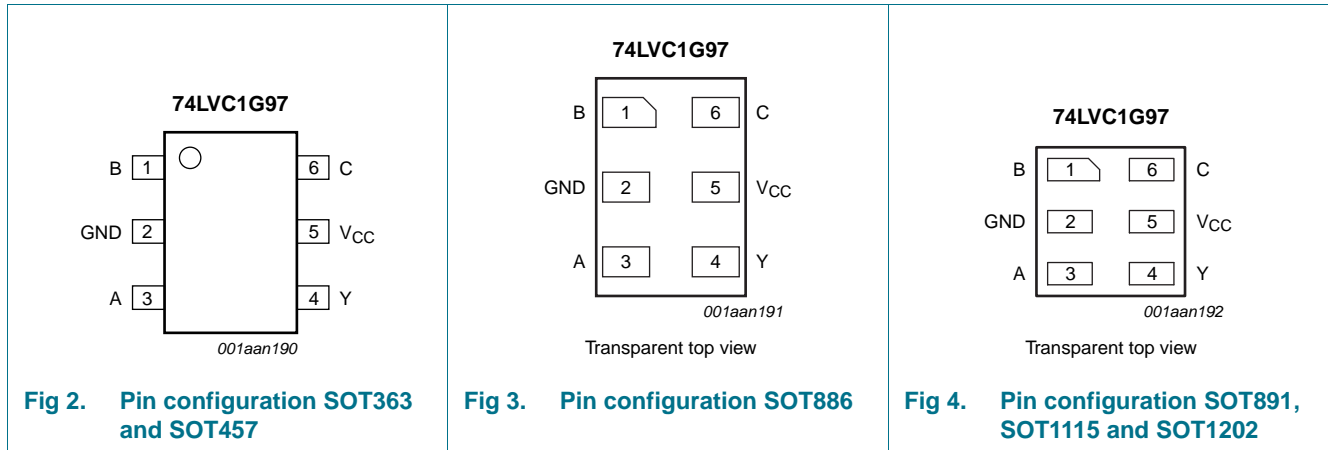 74LVC1G97
B 1 6 C
GND 2 5 VCC
A 3 4 Y
001aan190
Fig 2. Pin configuration SOT363
and SOT457
74LVC1G97
B 1 6 C
GND 2 5 VCC
A 3 4 Y
001aan191
Transparent top view
Fig 3. Pin configuration SOT886
74LVC1G97
B 1 6 C
GND 2 5 VCC
A 3 4 Y
001aan192
Transparent top view
Fig 4. Pin configuration SOT891,
SOT1115 and SOT1202